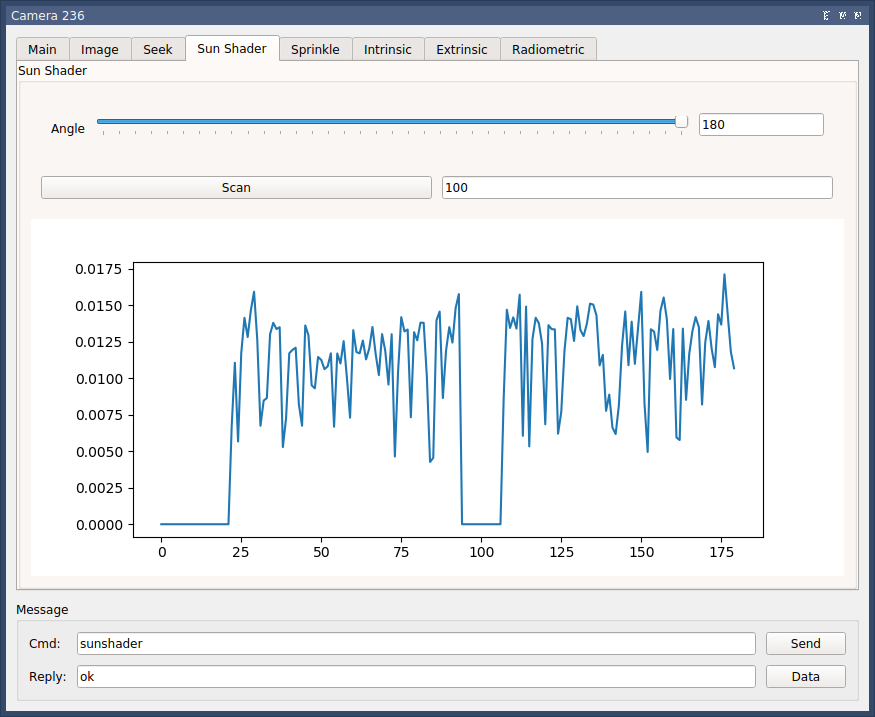 Camera 236
Main Image Seek Sun Shader Sprinkle Intrinsic Extrinsic Radiometric
Sun Shader
Angle 180
Scan 100
0.0175
0.0150
0.0125
0.0100
0.0075
0.0050
0.0025
0.0000
0 25 50 75 100 125 150 175
Message
Cmd: sunshader Send
Reply: ok Data